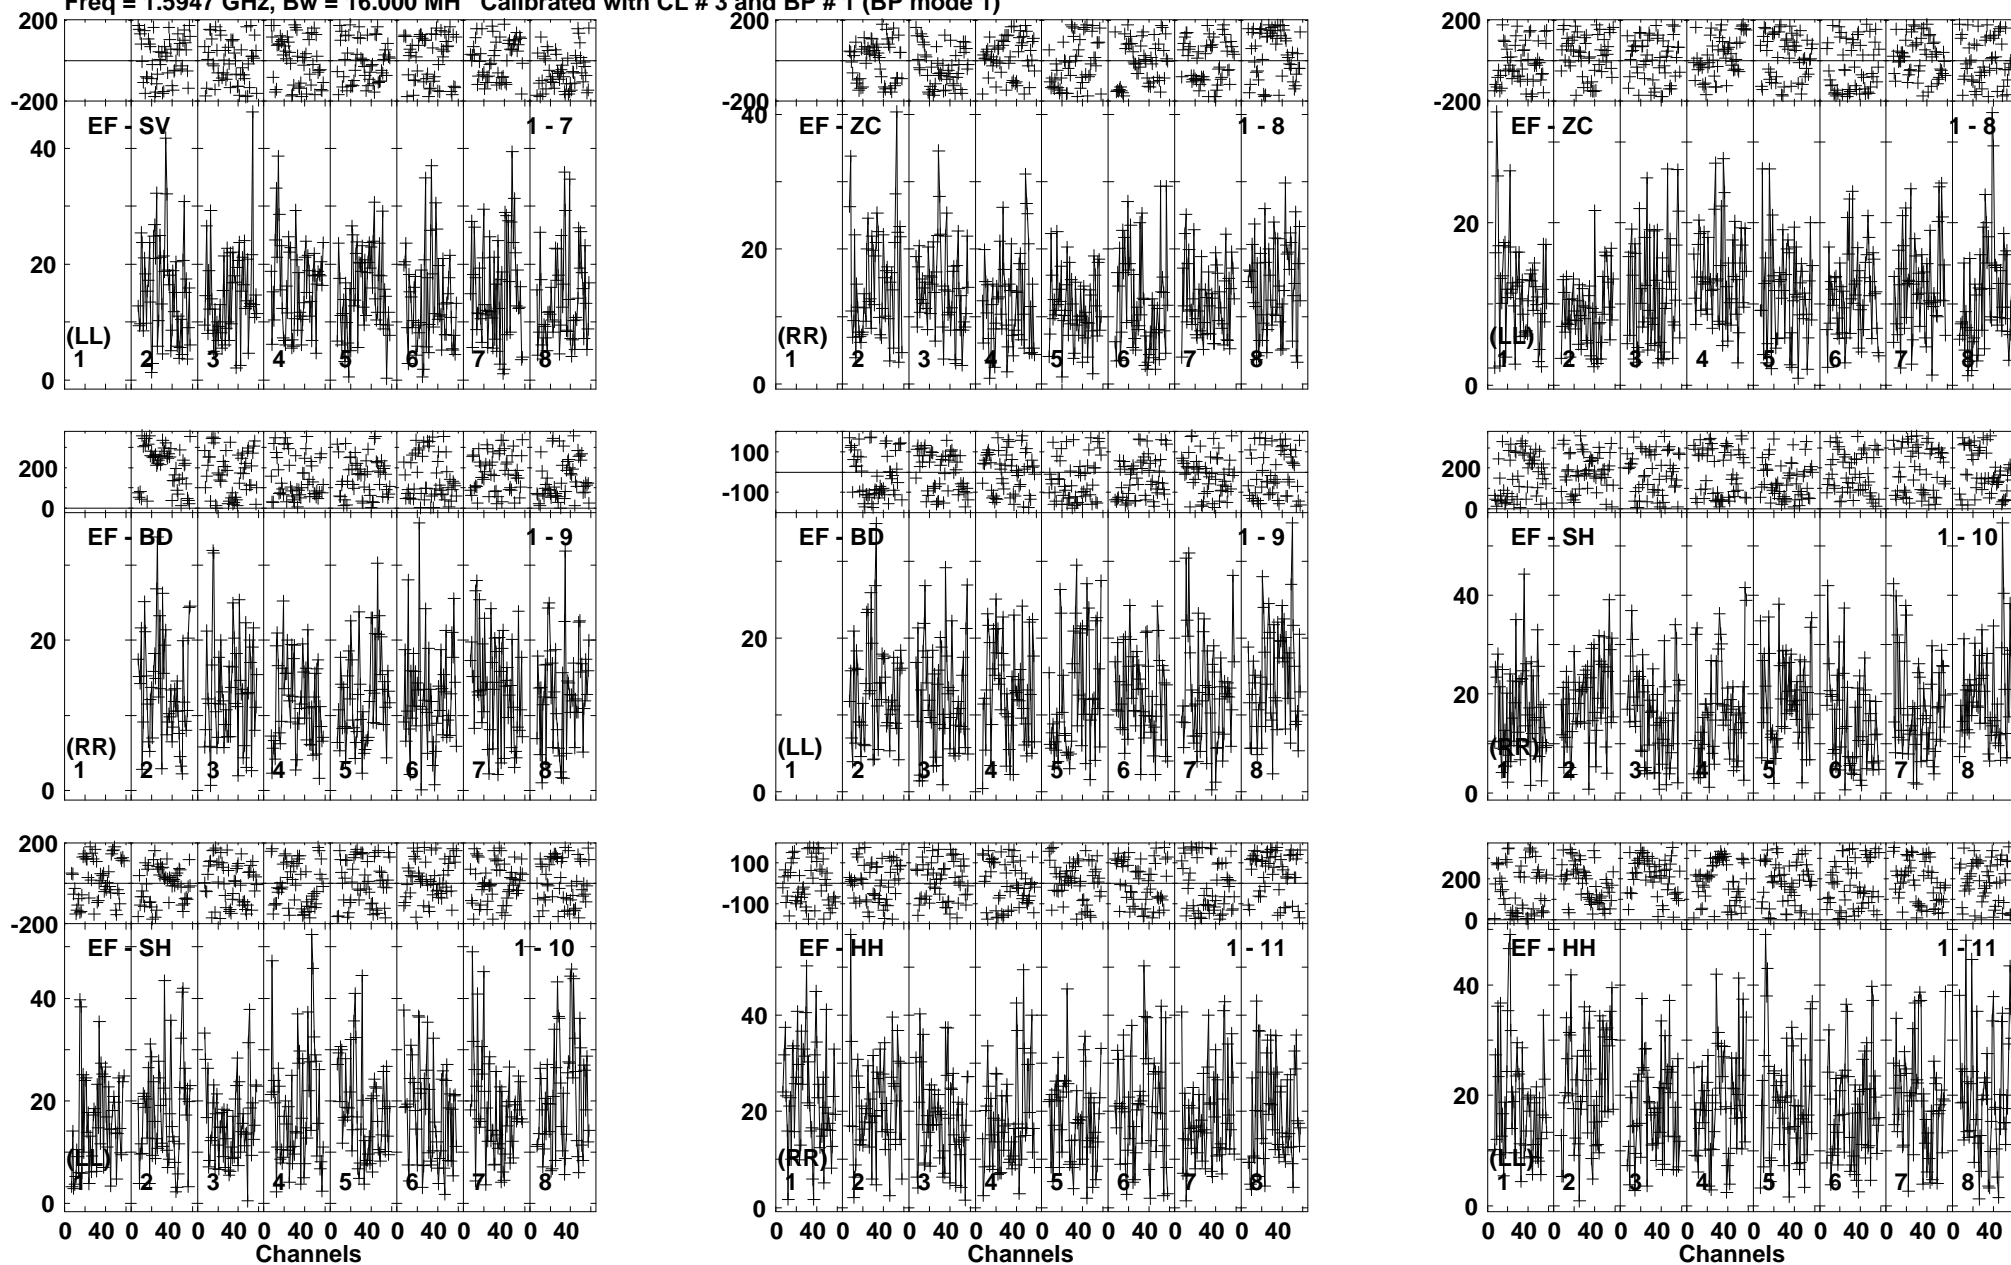 Freq = 1.5947 GHz, Bw = 16.000 MH   Calibrated with CL # 3 and BP # 1 (BP mode 1)
200 200 200
-200 -200 -200
EF - SV 1 - 7 EF - ZC 1 - 8 EF - ZC 1 - 8
40 40
20 20 20
(LL) (RR) (LL)
1 2 3 4 5 6 7 8 1 2 3 4 5 6 7 8 1 2 3 4 5 6 7 8
0 0 0
200 100 200
0 -100 0
EF - BD 1 - 9 EF - BD 1 - 9 EF - SH 1 - 10
40
20 20 20
(RR) (LL) (RR)
1 2 3 4 5 6 7 8 1 2 3 4 5 6 7 8 1 2 3 4 5 6 7 8
0 0 0
200 100 200
-200 -100 0
EF - SH 1 - 10 EF - HH 1 - 11 EF - HH 1 - 11
40 40 40
20 20 20
(LL) (RR) (LL)
1 2 3 4 5 6 7 8 1 2 3 4 5 6 7 8 1 2 3 4 5 6 7 8
0 0 0
0 40 0 40 0 40 0 40 0 40 0 40 0 40 0 40 0 40 0 40 0 40 0 40 0 40 0 40 0 40 0 40 0 40 0 40 0 40 0 40 0 40 0 40 0 40 0 40
Channels Channels Channels